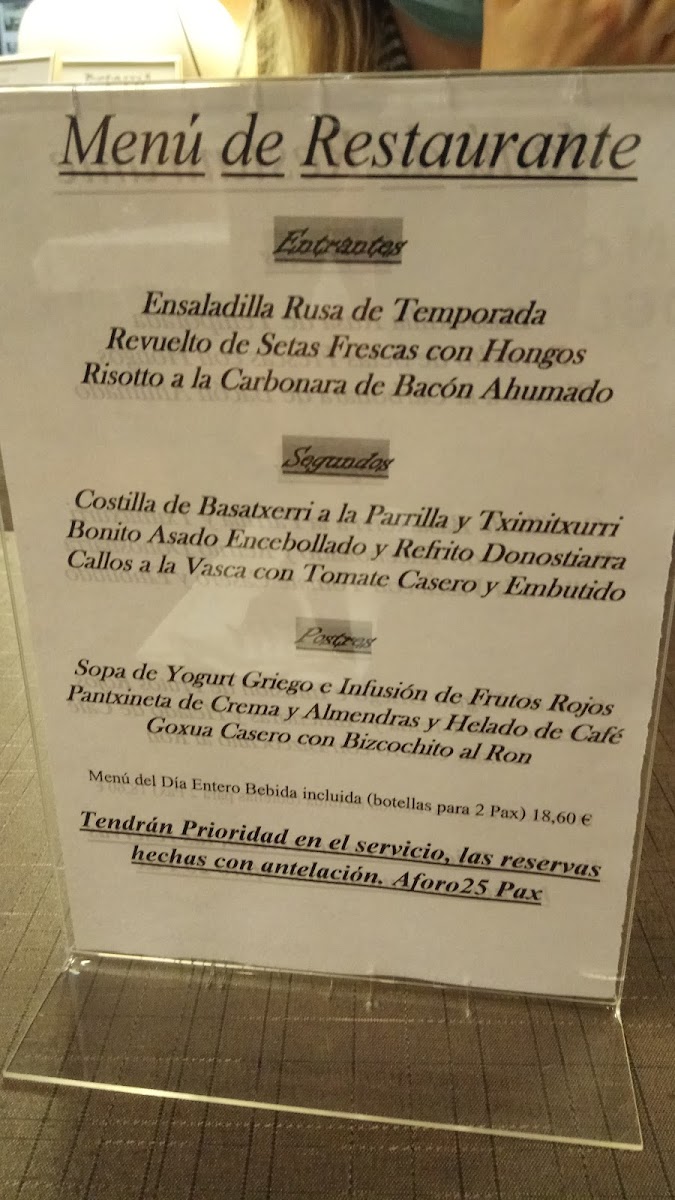 Menú de Restaurante
Entrantes
Ensaladilla Rusa de Temporada
Revuelto de Setas Frescas con Hongos
Risotto a la Carbonara de Bacón Ahumado
Segundos
Costilla de Basatxerri a la Parrilla y Tximitxurri
Bonito Asado Encebollado y Refrito Donostiarra
Callos a la Vasca con Tomate Casero y Embutido
Postres
Sopa de Yogurt Griego e Infusión de Frutos Rojos
Pantxineta de Crema y Almendras y Helado de Café
Goxua Casero con Bizcochito al Ron
Menú del Día Entero Bebida incluida (botellas para 2 Pax) 18,60 €
Tendrán Prioridad en el servicio, las reservas
hechas con antelación. Aforo25 Pax